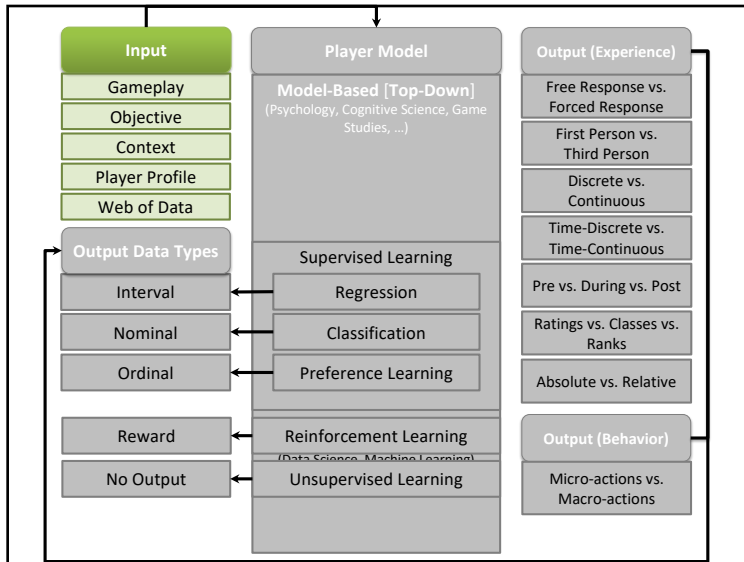 Input
Gameplay
Objective
Context
Player Profile
Web of Data
Output Data Types
Interval
Nominal
Ordinal
Reward
No Output
Player Model
Model-Based [Top-Down]
(Psychology, Cognitive Science, Game
Studies, …)
Supervised Learning
Regression
Classification
Preference Learning
Reinforcement Learning
(Data Science, Machine Learning)
Unsupervised Learning
Output (Experience)
Free Response vs.
Forced Response
First Person vs.
Third Person
Discrete vs.
Continuous
Time-Discrete vs.
Time-Continuous
Pre vs. During vs. Post
Ratings vs. Classes vs.
Ranks
Absolute vs. Relative
Output (Behavior)
Micro-actions vs.
Macro-actions